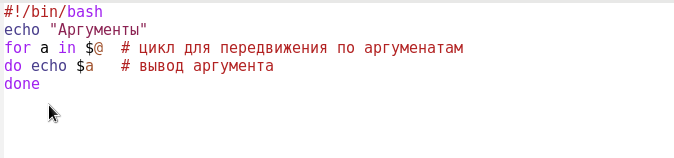 #!/bin/bash
echo "Аргументы"
for a in $@  # цикл для передвижения по аргуменатам
do echo $a   # вывод аргумента
done